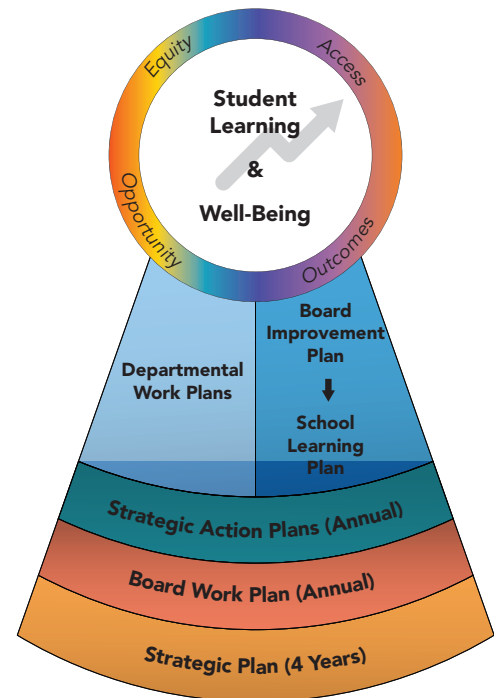 Equity
Access
Student
Learning
&
Well-Being
Opportunity
Outcomes
Departmental
Work Plans
Board
Improvement
Plan
School
Learning
Plan
Strategic Action Plans (Annual)
Board Work Plan (Annual)
Strategic Plan (4 Years)